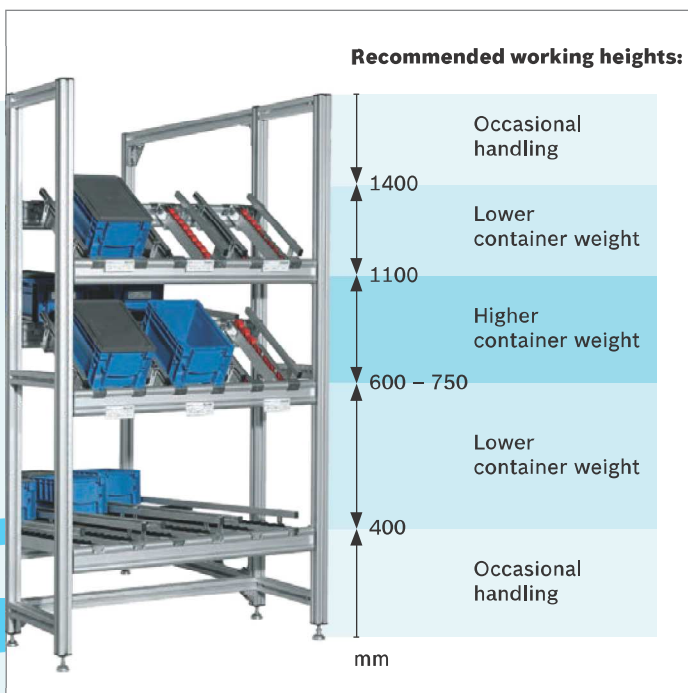 Recommended working heights:
Occasional
handling
1400
Lower
container weight
1100
Higher
container weight
600 – 750
Lower
container weight
400
Occasional
handling
mm